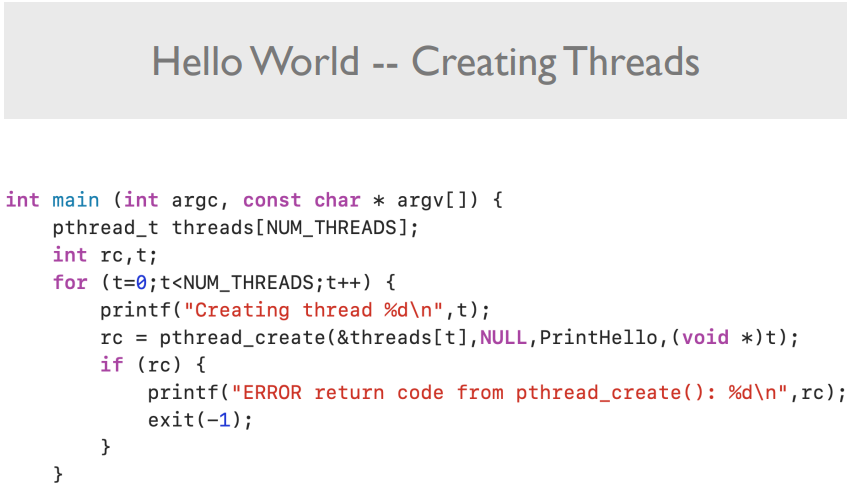 Hello World -- Creating Threads
int main (int argc, const char * argv[]) {
    pthread_t threads[NUM_THREADS];
    int rc,t;
    for (t=0;t<NUM_THREADS;t++) {
        printf("Creating thread %d\n",t);
        rc = pthread_create(&threads[t],NULL,PrintHello,(void *)t);
        if (rc) {
            printf("ERROR return code from pthread_create(): %d\n",rc);
            exit(-1);
        }
    }